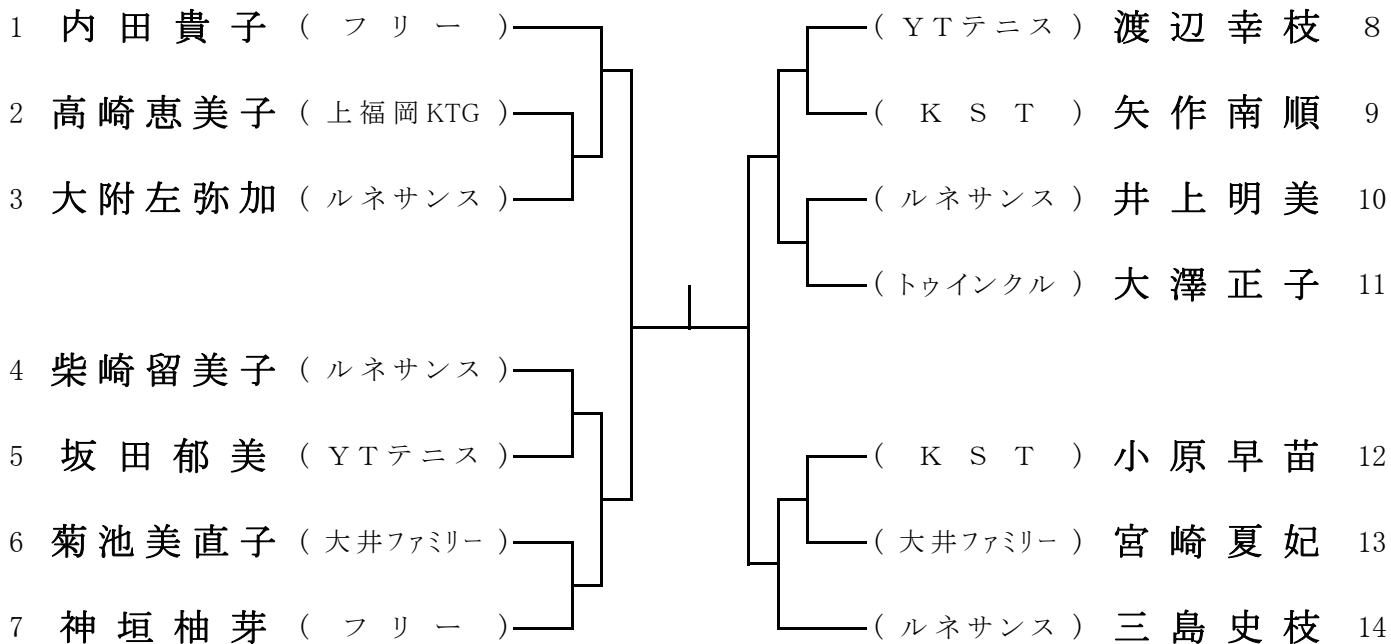 1 内田貴子 ( フリー )
2 高崎恵美子 ( 上福岡KTG )
3 大附左弥加 ( ルネサンス )
4 柴崎留美子 ( ルネサンス )
5 坂田郁美 ( YTテニス )
6 菊池美直子 ( 大井ファミリー )
7 神垣柚芽 ( フリー )
( YTテニス ) 渡辺幸枝 8
( KST ) 矢作南順 9
( ルネサンス ) 井上明美 10
( トゥインクル ) 大澤正子 11
( KST ) 小原早苗 12
( 大井ファミリー ) 宮崎夏妃 13
( ルネサンス ) 三島史枝 14